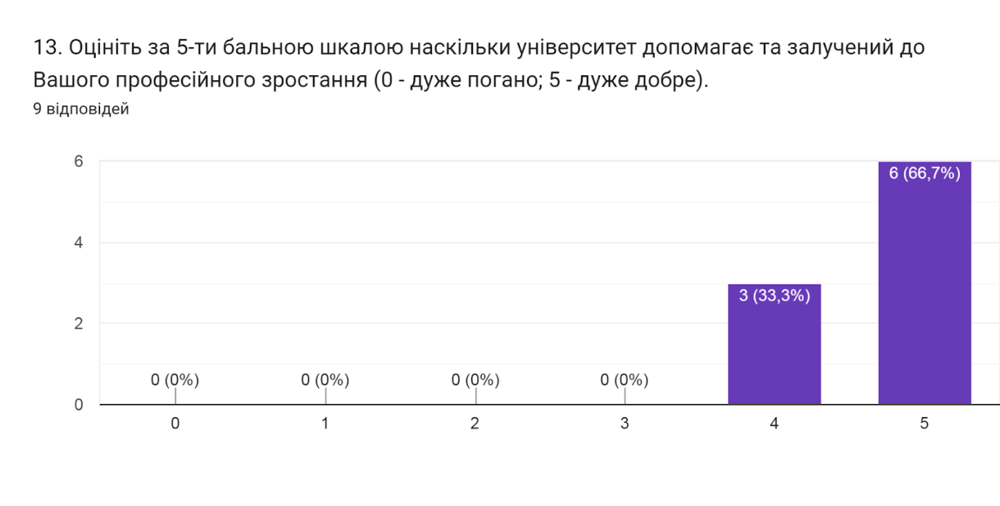 13. Оцініть за 5-ти бальною шкалою наскільки університет допомагає та залучений до
Вашого професійного зростання (0 - дуже погано; 5 - дуже добре).
9 відповідей
6
6 (66,7%)
4
3 (33,3%)
2
0 (0%) 0 (0%) 0 (0%) 0 (0%)
0
0 1 2 3 4 5